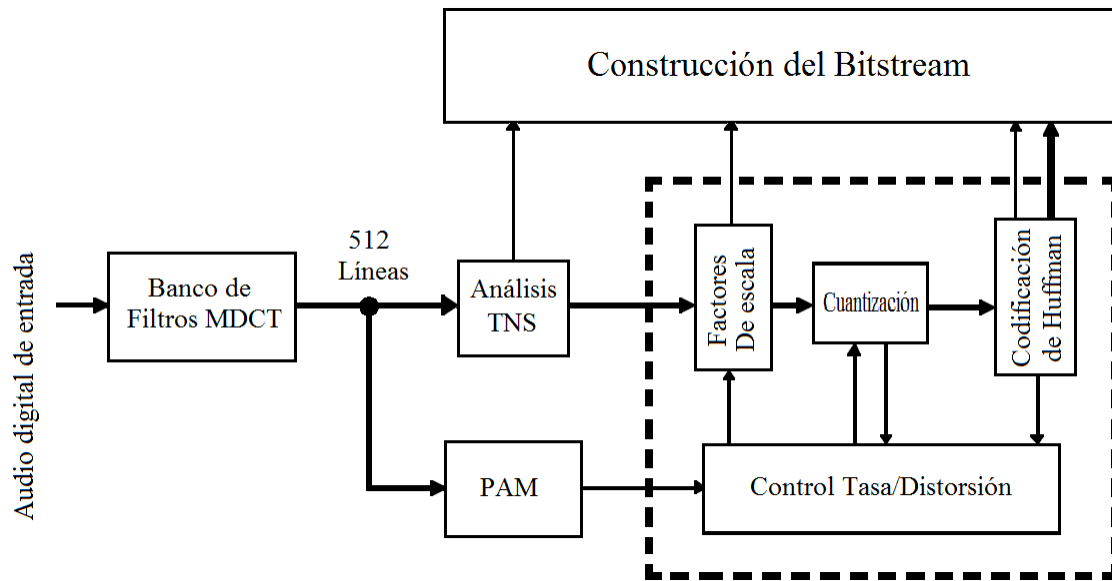 Construcción del Bitstream
Audio digital de entrada
Banco de
Filtros MDCT
512
Líneas
Análisis
TNS
Factores
De escala
Cuantización
Codificación
de Huffman
PAM
Control Tasa/Distorsión